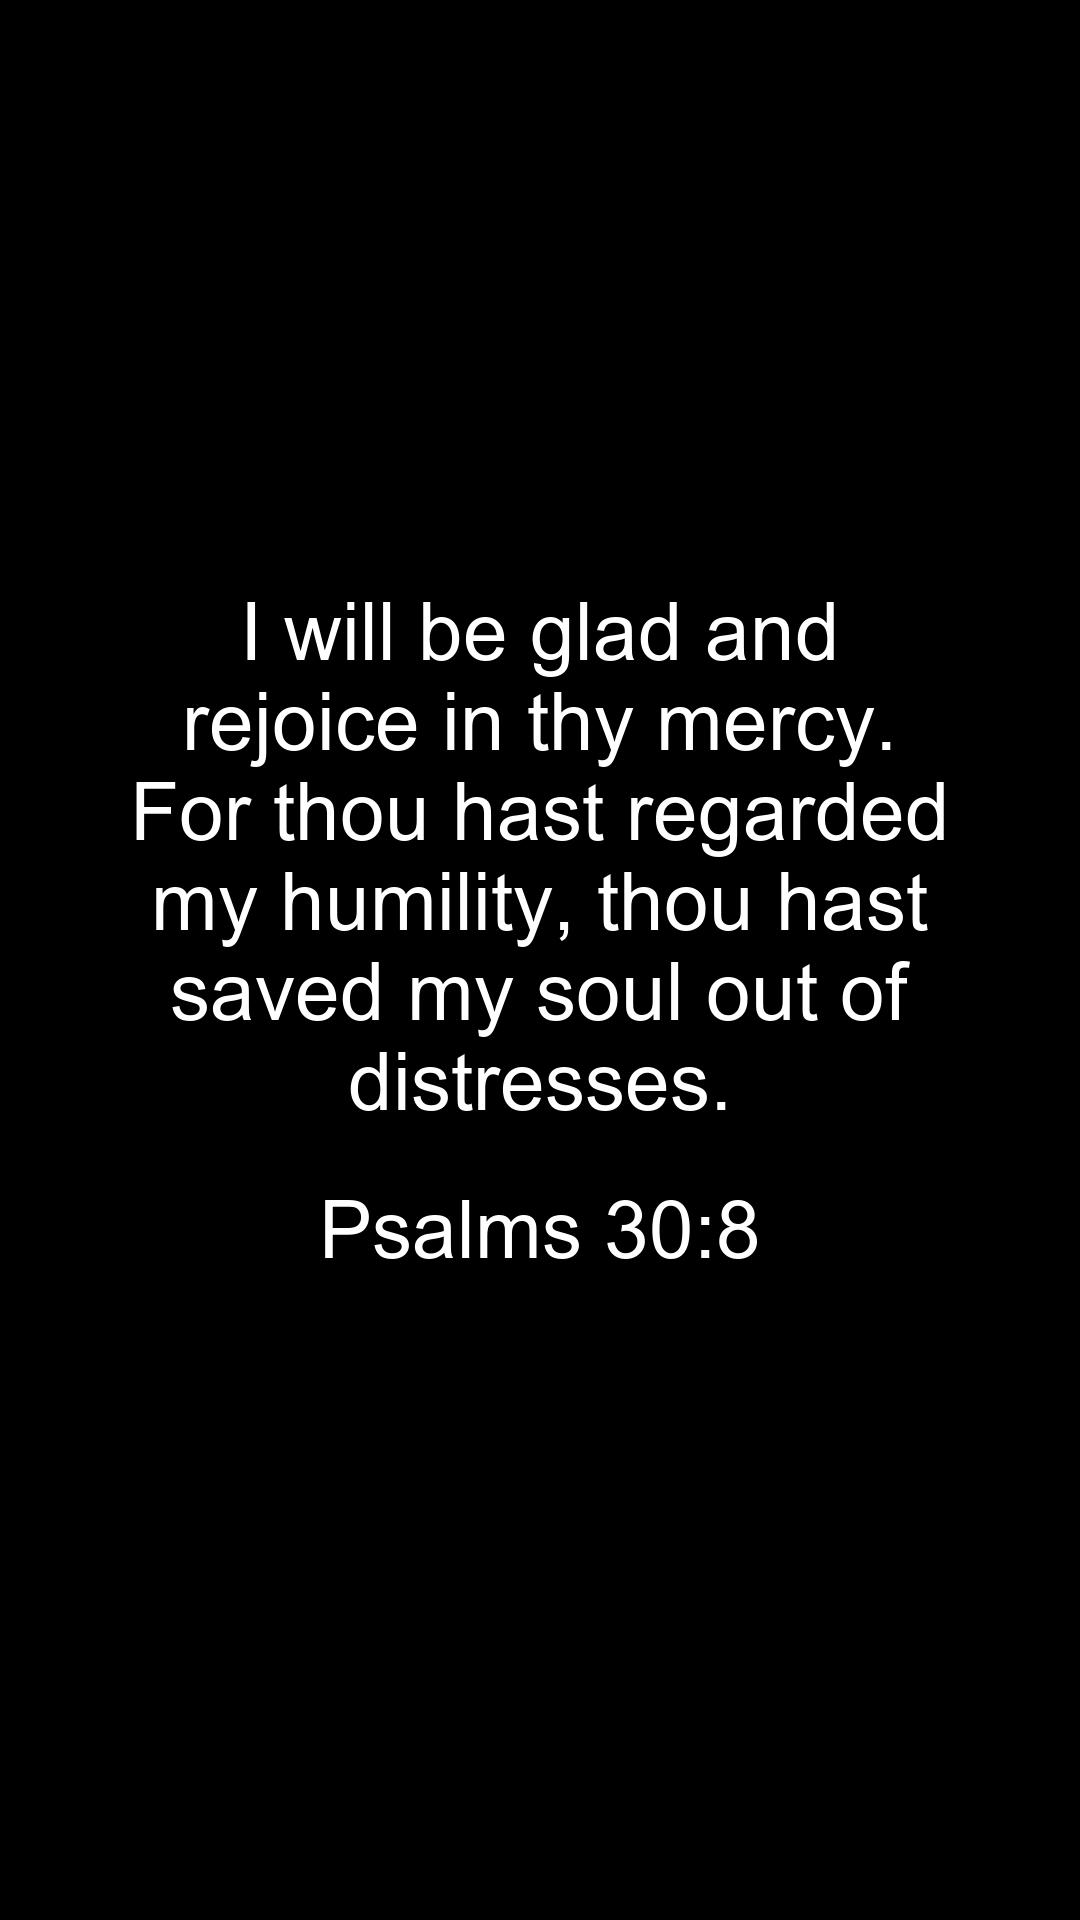 I will be glad and
rejoice in thy mercy.
For thou hast regarded
my humility, thou hast
saved my soul out of
distresses.
Psalms 30:8